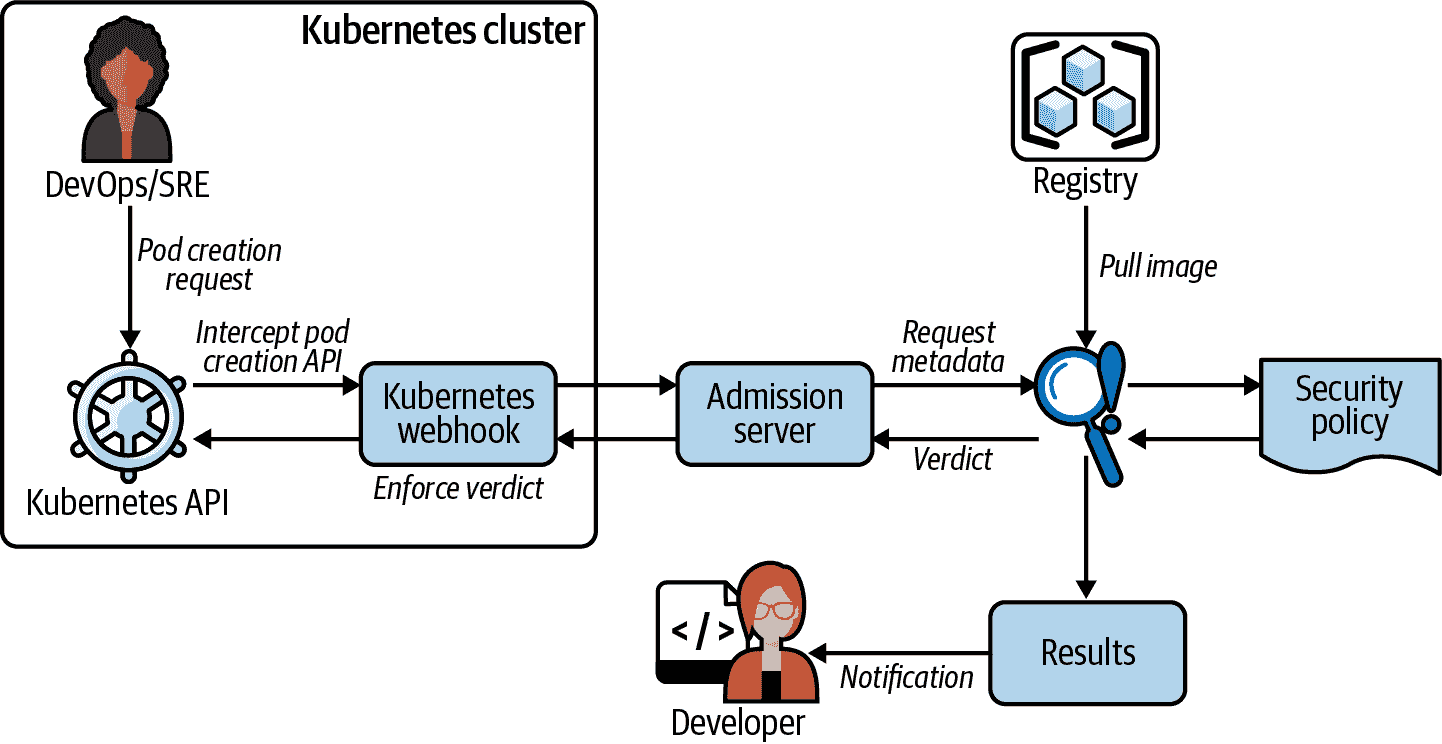 Kubernetes cluster
DevOps/SRE
Pod creation
request
Intercept pod
creation API
Kubernetes
webhook
Enforce verdict
Kubernetes API
Admission
server
Request
metadata
Verdict
Registry
Pull image
Security
policy
Results
Notification
</>
Developer